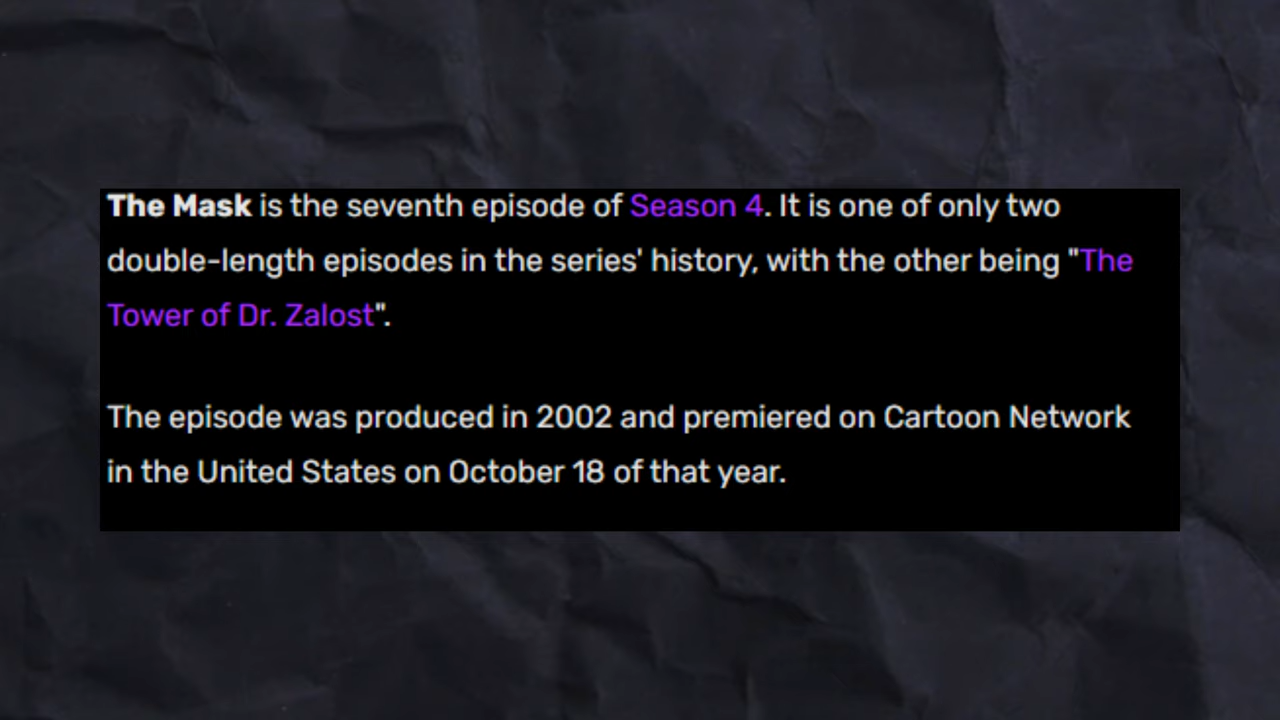 The Mask is the seventh episode of Season 4. It is one of only two
double-length episodes in the series' history, with the other being "The
Tower of Dr. Zalost".
The episode was produced in 2002 and premiered on Cartoon Network
in the United States on October 18 of that year.